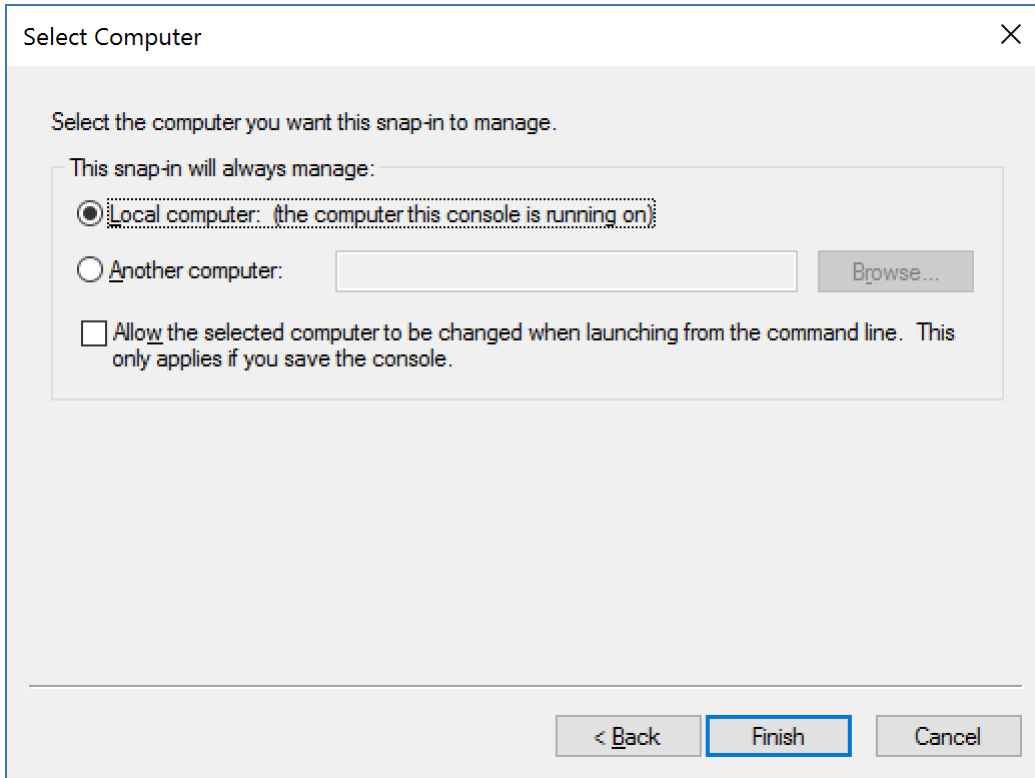 Select Computer
Select the computer you want this snap-in to manage.
This snap-in will always manage:
Local computer: (the computer this console is running on)
Another computer:
Browse...
Allow the selected computer to be changed when launching from the command line. This
only applies if you save the console.
< Back
Finish
Cancel